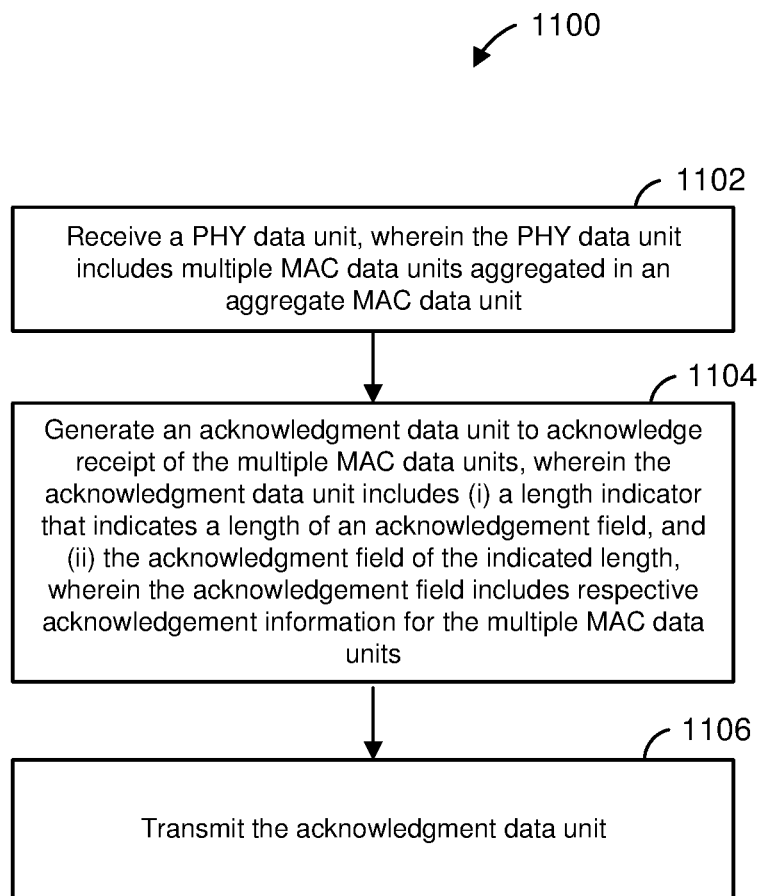 1100
1102
Receive a PHY data unit, wherein the PHY data unit
includes multiple MAC data units aggregated in an
aggregate MAC data unit
1104
Generate an acknowledgment data unit to acknowledge
receipt of the multiple MAC data units, wherein the
acknowledgment data unit includes (i) a length indicator
that indicates a length of an acknowledgement field, and
(ii) the acknowledgment field of the indicated length,
wherein the acknowledgement field includes respective
acknowledgement information for the multiple MAC data
units
1106
Transmit the acknowledgment data unit